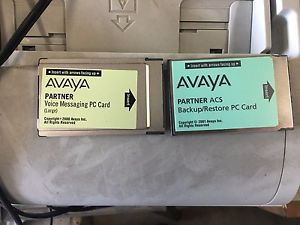 Insert with arrows facing up
AVAYA
PARTNER
Voice Messaging PC Card
(Large)
Copyright 2000 Avaya Inc.
All Rights Reserved
Insert with arrows facing up
AVAYA
PARTNER ACS
Backup/Restore PC Card
Copyright © 2001 Avaya Inc.
All Rights Reserved